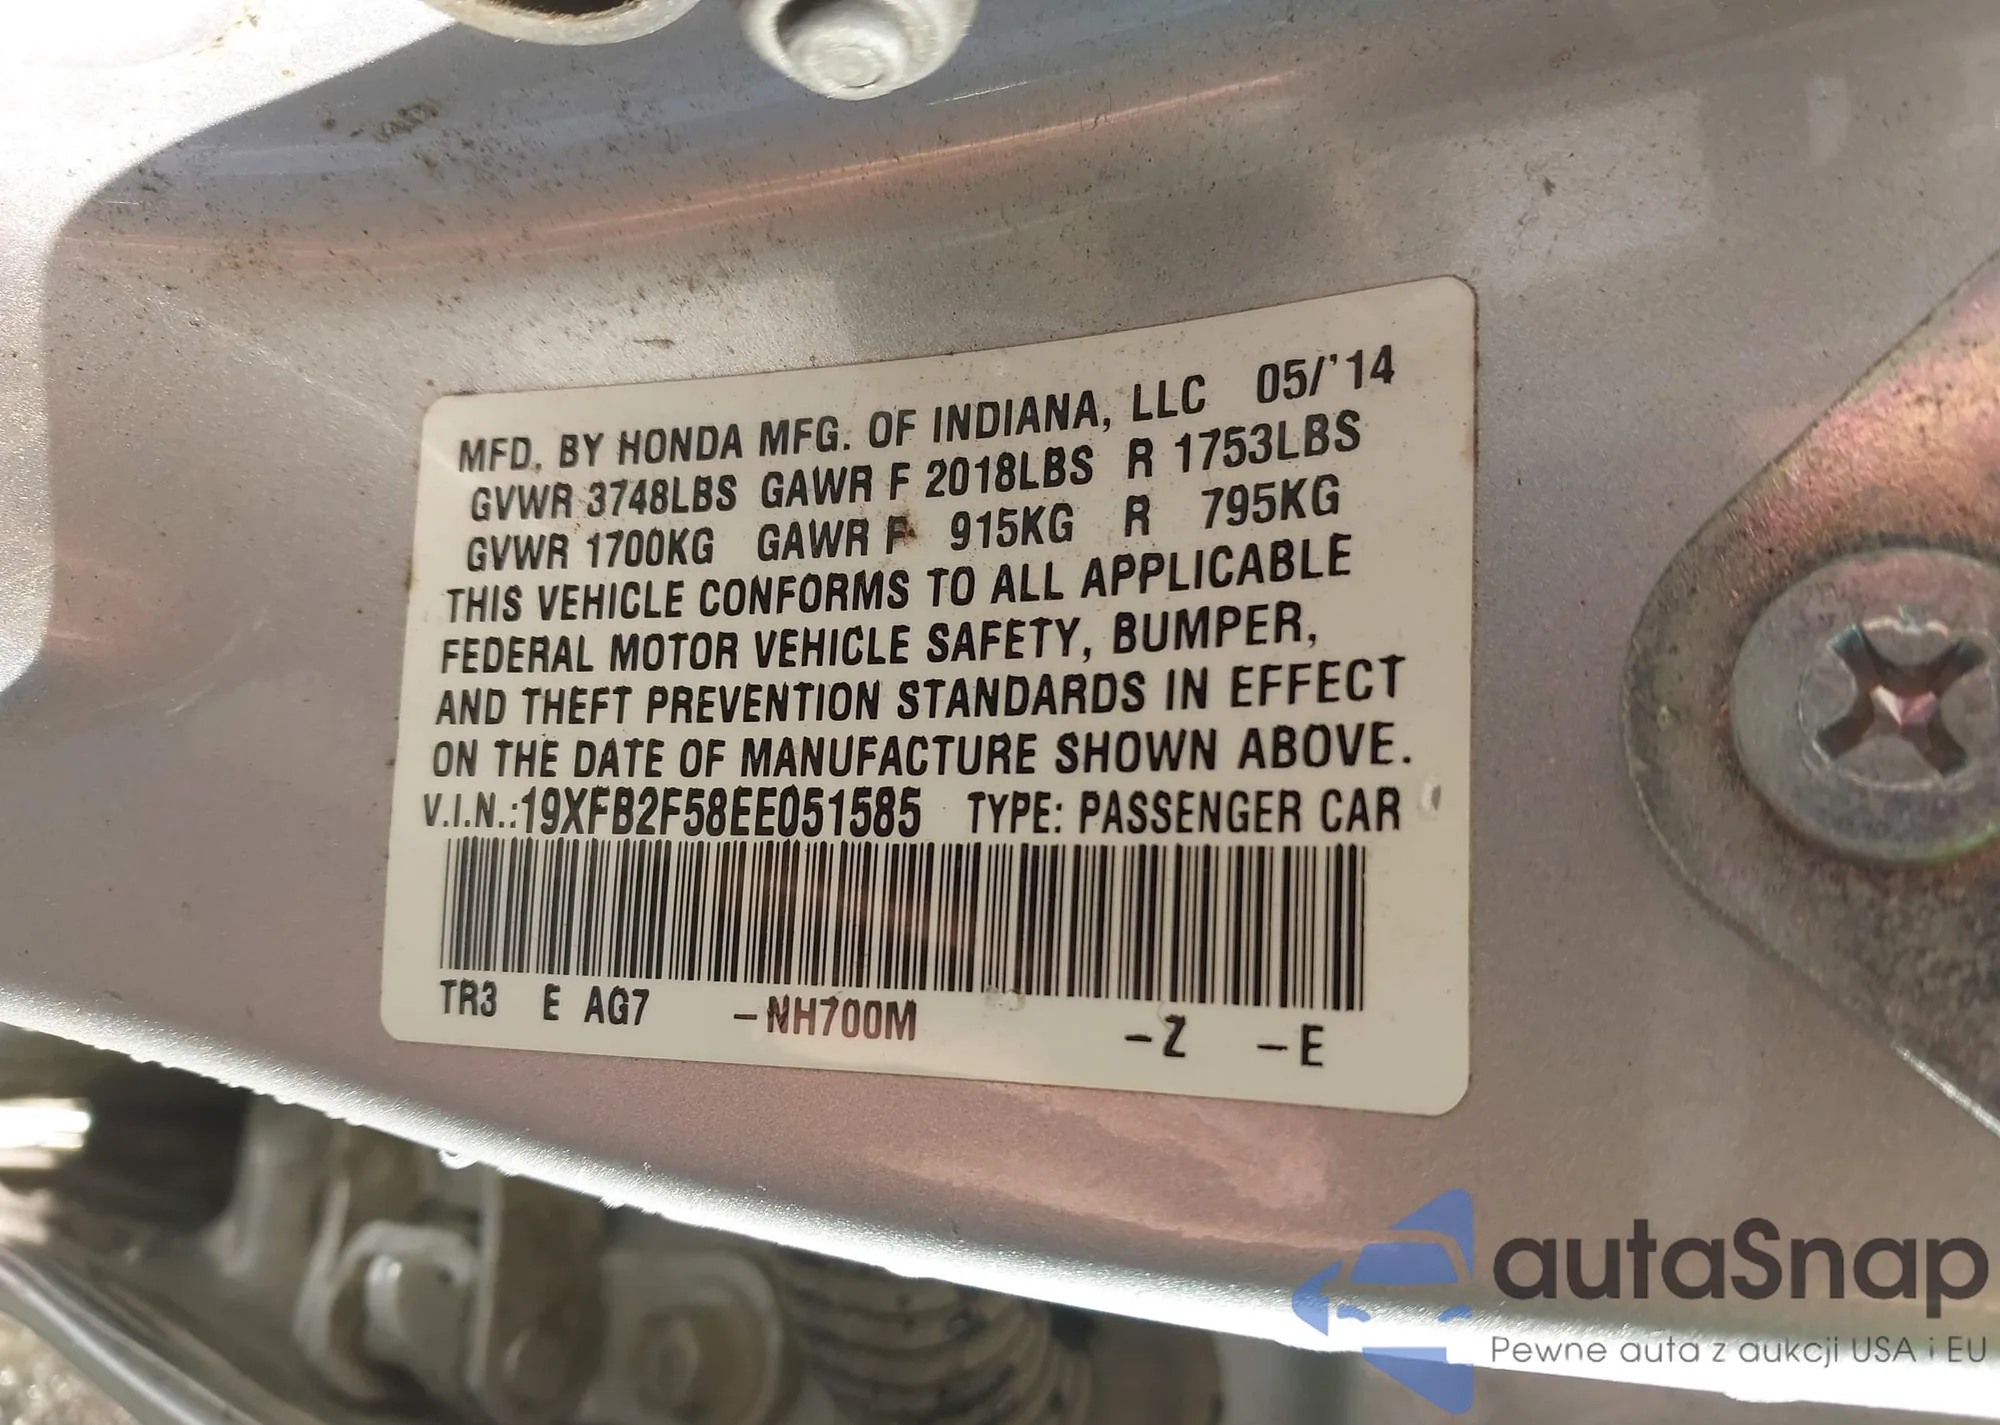 MFD. BY HONDA MFG. OF INDIANA, LLC 05/'14
GVWR 3748LBS GAWR F 2018LBS R 1753LBS
GVWR 1700KG GAWR F 915KG R 795KG
THIS VEHICLE CONFORMS TO ALL APPLICABLE
FEDERAL MOTOR VEHICLE SAFETY, BUMPER,
AND THEFT PREVENTION STANDARDS IN EFFECT
ON THE DATE OF MANUFACTURE SHOWN ABOVE.
V.I.N.:19XFB2F58EE051585 TYPE: PASSENGER CAR
TR3 E AG7 -NH700M -Z -E
autaSnap
Pewne auta z aukcji USA i EU